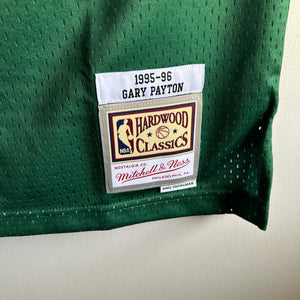 1995-96
GARY PAYTON
NBA
HARDWOOD
CLASSICS
NOSTALGIA CO.
Mitchell & Ness
PHILADELPHIA, PA.